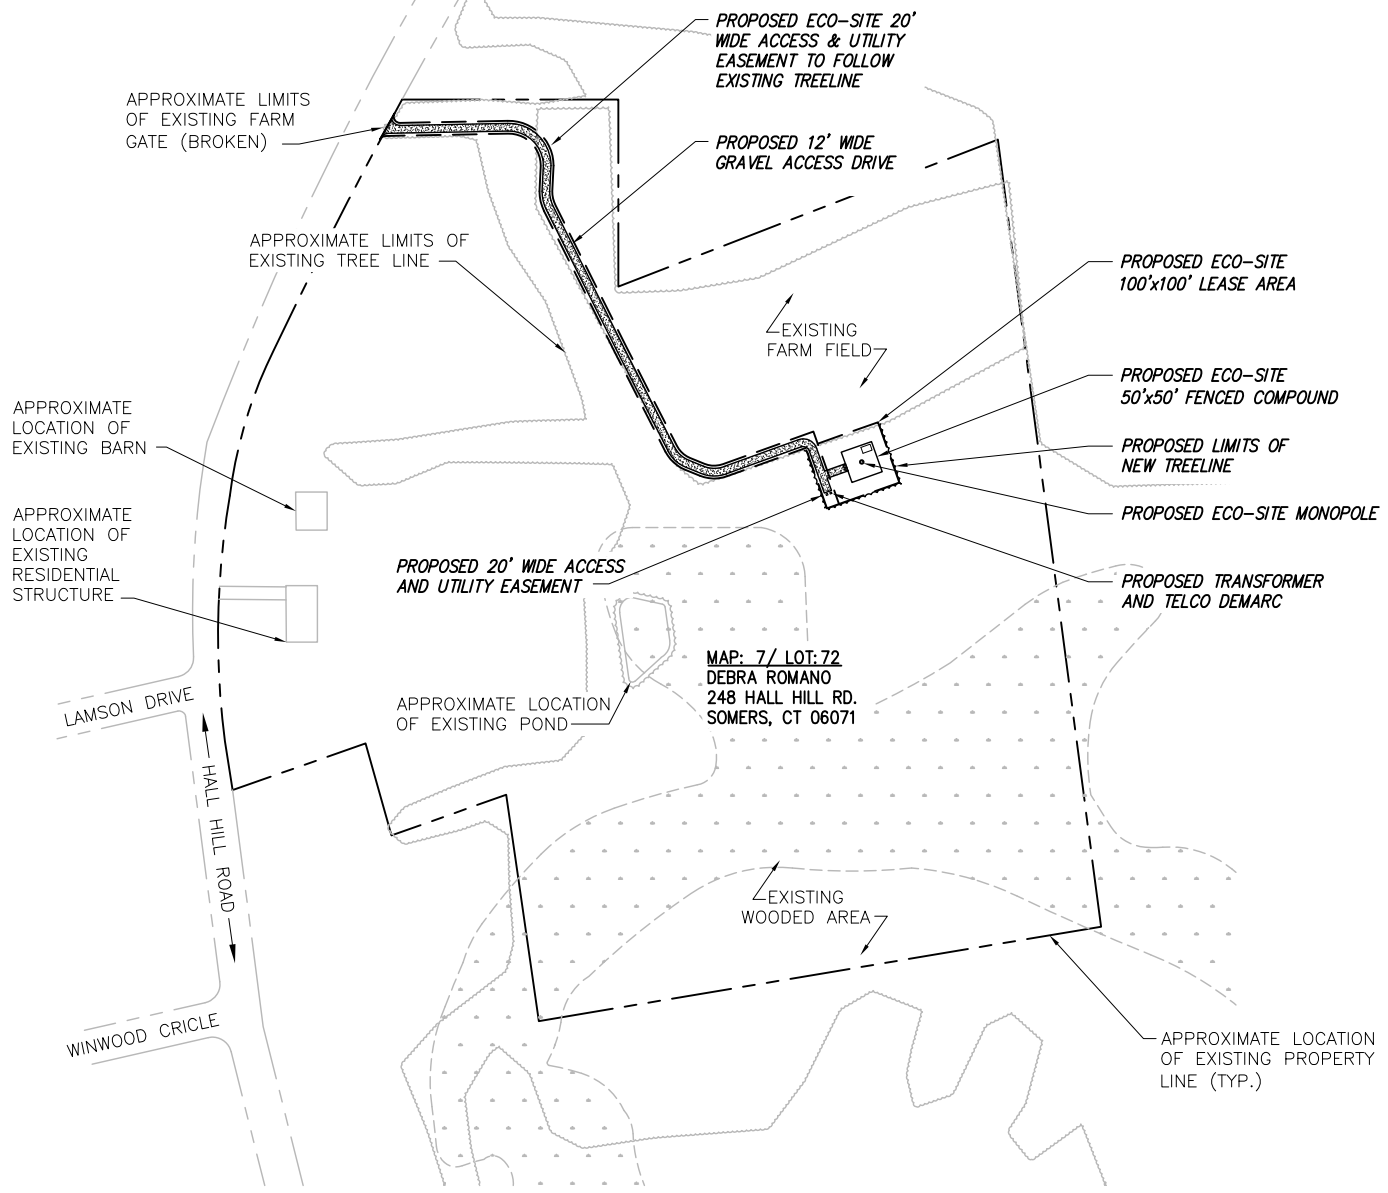 PROPOSED ECO-SITE 20'
WIDE ACCESS & UTILITY
EASEMENT TO FOLLOW
EXISTING TREELINE
APPROXIMATE LIMITS
OF EXISTING FARM
GATE (BROKEN)
PROPOSED 12' WIDE
GRAVEL ACCESS DRIVE
APPROXIMATE LIMITS OF
EXISTING TREE LINE
PROPOSED ECO-SITE
100'x100' LEASE AREA
EXISTING
FARM FIELD
PROPOSED ECO-SITE
50'x50' FENCED COMPOUND
APPROXIMATE
LOCATION OF
EXISTING BARN
PROPOSED LIMITS OF
NEW TREELINE
PROPOSED ECO-SITE MONOPOLE
APPROXIMATE
LOCATION OF
EXISTING
RESIDENTIAL
STRUCTURE
PROPOSED 20' WIDE ACCESS
AND UTILITY EASEMENT
PROPOSED TRANSFORMER
AND TELCO DEMARC
MAP: 7/ LOT:72
DEBRA ROMANO
248 HALL HILL RD.
SOMERS, CT 06071
LAMSON DRIVE
APPROXIMATE LOCATION
OF EXISTING POND
HALL HILL ROAD
EXISTING
WOODED AREA
WINWOOD CRICLE
APPROXIMATE LOCATION
OF EXISTING PROPERTY
LINE (TYP.)